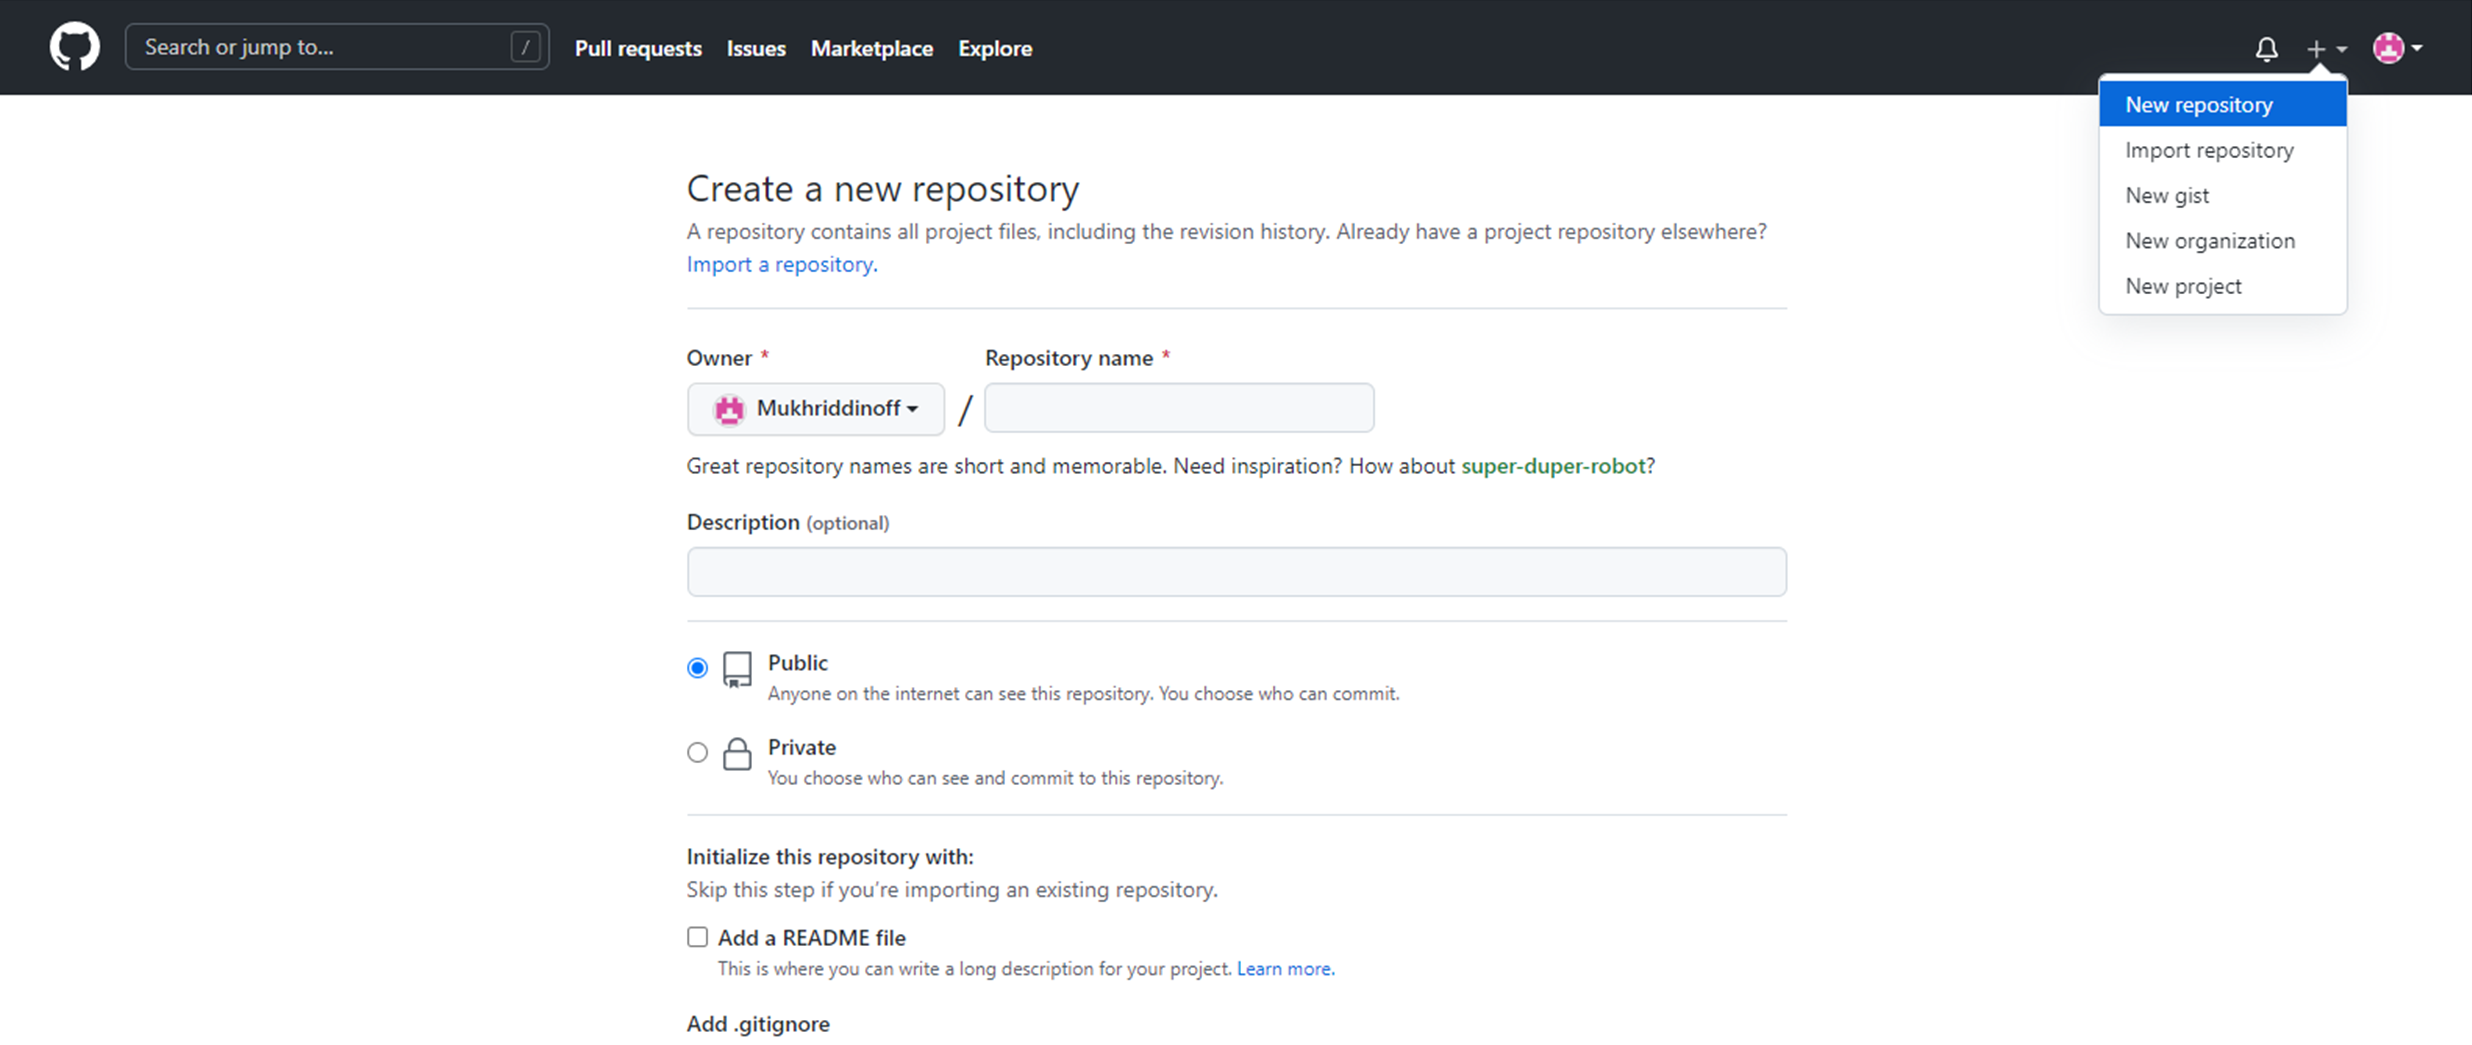 Search or jump to... /
Pull requests Issues Marketplace Explore
New repository
Import repository
New gist
New organization
New project
Create a new repository
A repository contains all project files, including the revision history. Already have a project repository elsewhere?
Import a repository.
Owner * Repository name *
Mukhriddinoff /
Great repository names are short and memorable. Need inspiration? How about super-duper-robot?
Description (optional)
Public
Anyone on the internet can see this repository. You choose who can commit.
Private
You choose who can see and commit to this repository.
Initialize this repository with:
Skip this step if you’re importing an existing repository.
Add a README file
This is where you can write a long description for your project. Learn more.
Add .gitignore